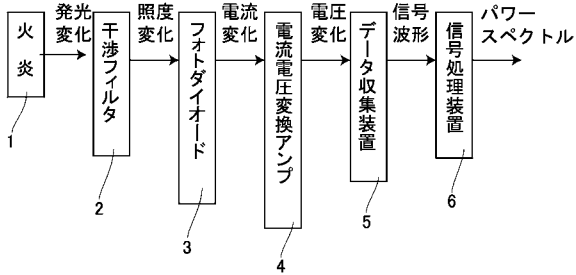 火炎
発光
変化
干渉フィルタ
照度
変化
フォトダイオード
電流
変化
電流電圧変換アンプ
電圧
変化
データ収集装置
信号
波形
信号処理装置
パワー
スペクトル
1
2
3
4
5
6